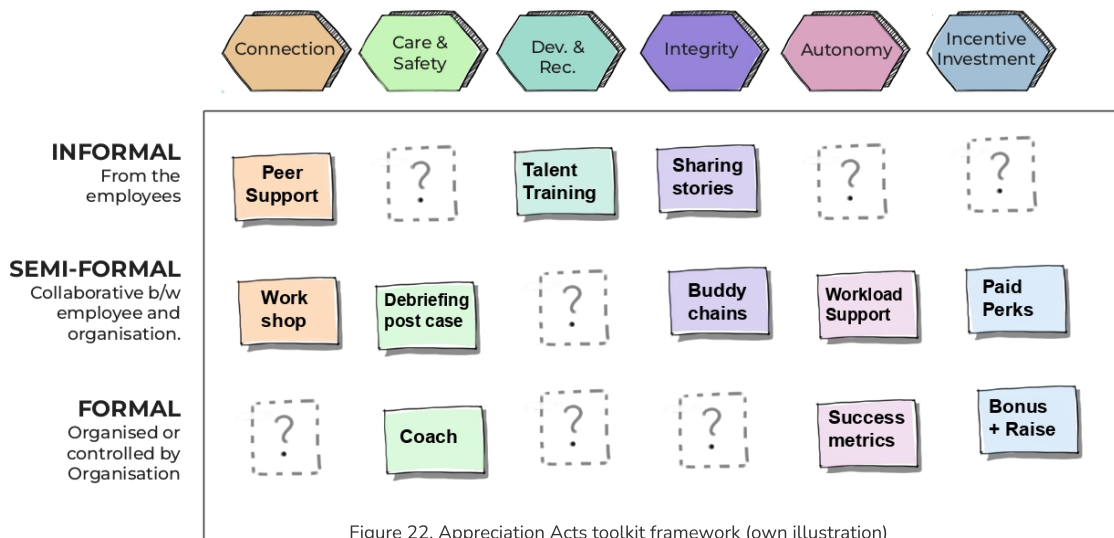 Connection
Care &
Safety
Dev. &
Rec.
Integrity
Autonomy
Incentive
Investment
INFORMAL
From the
employees
Peer
Support
?
Talent
Training
Sharing
stories
?
?
SEMI-FORMAL
Collaborative b/w
employee and
organisation.
Work
shop
Debriefing
post case
?
Buddy
chains
Workload
Support
Paid
Perks
FORMAL
Organised or
controlled by
Organisation
?
Coach
?
?
Success
metrics
Bonus
+ Raise
Figure 22. Appreciation Acts toolkit framework (own illustration)